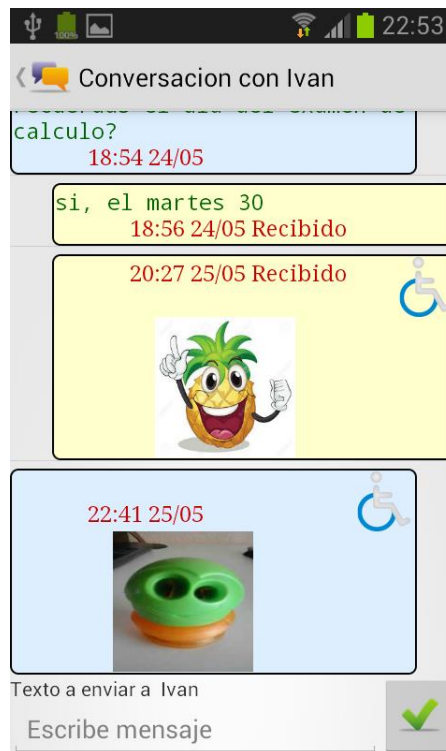 100%
22:53
Conversacion con Ivan
calculo?
18:54 24/05
si, el martes 30
18:56 24/05 Recibido
20:27 25/05 Recibido
22:41 25/05
Texto a enviar a Ivan
Escribe mensaje